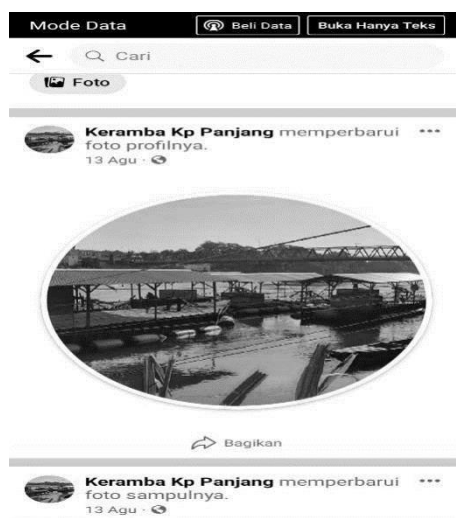 Mode Data
Beli Data
Buka Hanya Teks
Cari
Foto
Keramba Kp Panjang memperbarui
foto profilnya.
13 Agu ·
Bagikan
Keramba Kp Panjang memperbarui
foto sampulnya.
13 Agu ·